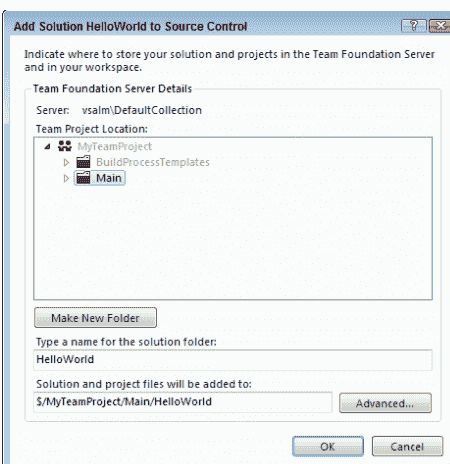 Add Solution HelloWorld to Source Control
Indicate where to store your solution and projects in the Team Foundation Server
and in your workspace.
Team Foundation Server Details
Server: vsalm\DefaultCollection
Team Project Location:
MyTeamProject
BuildProcessTemplates
Main
Make New Folder
Type a name for the solution folder:
HelloWorld
Solution and project files will be added to:
$/MyTeamProject/Main/HelloWorld
Advanced...
OK Cancel